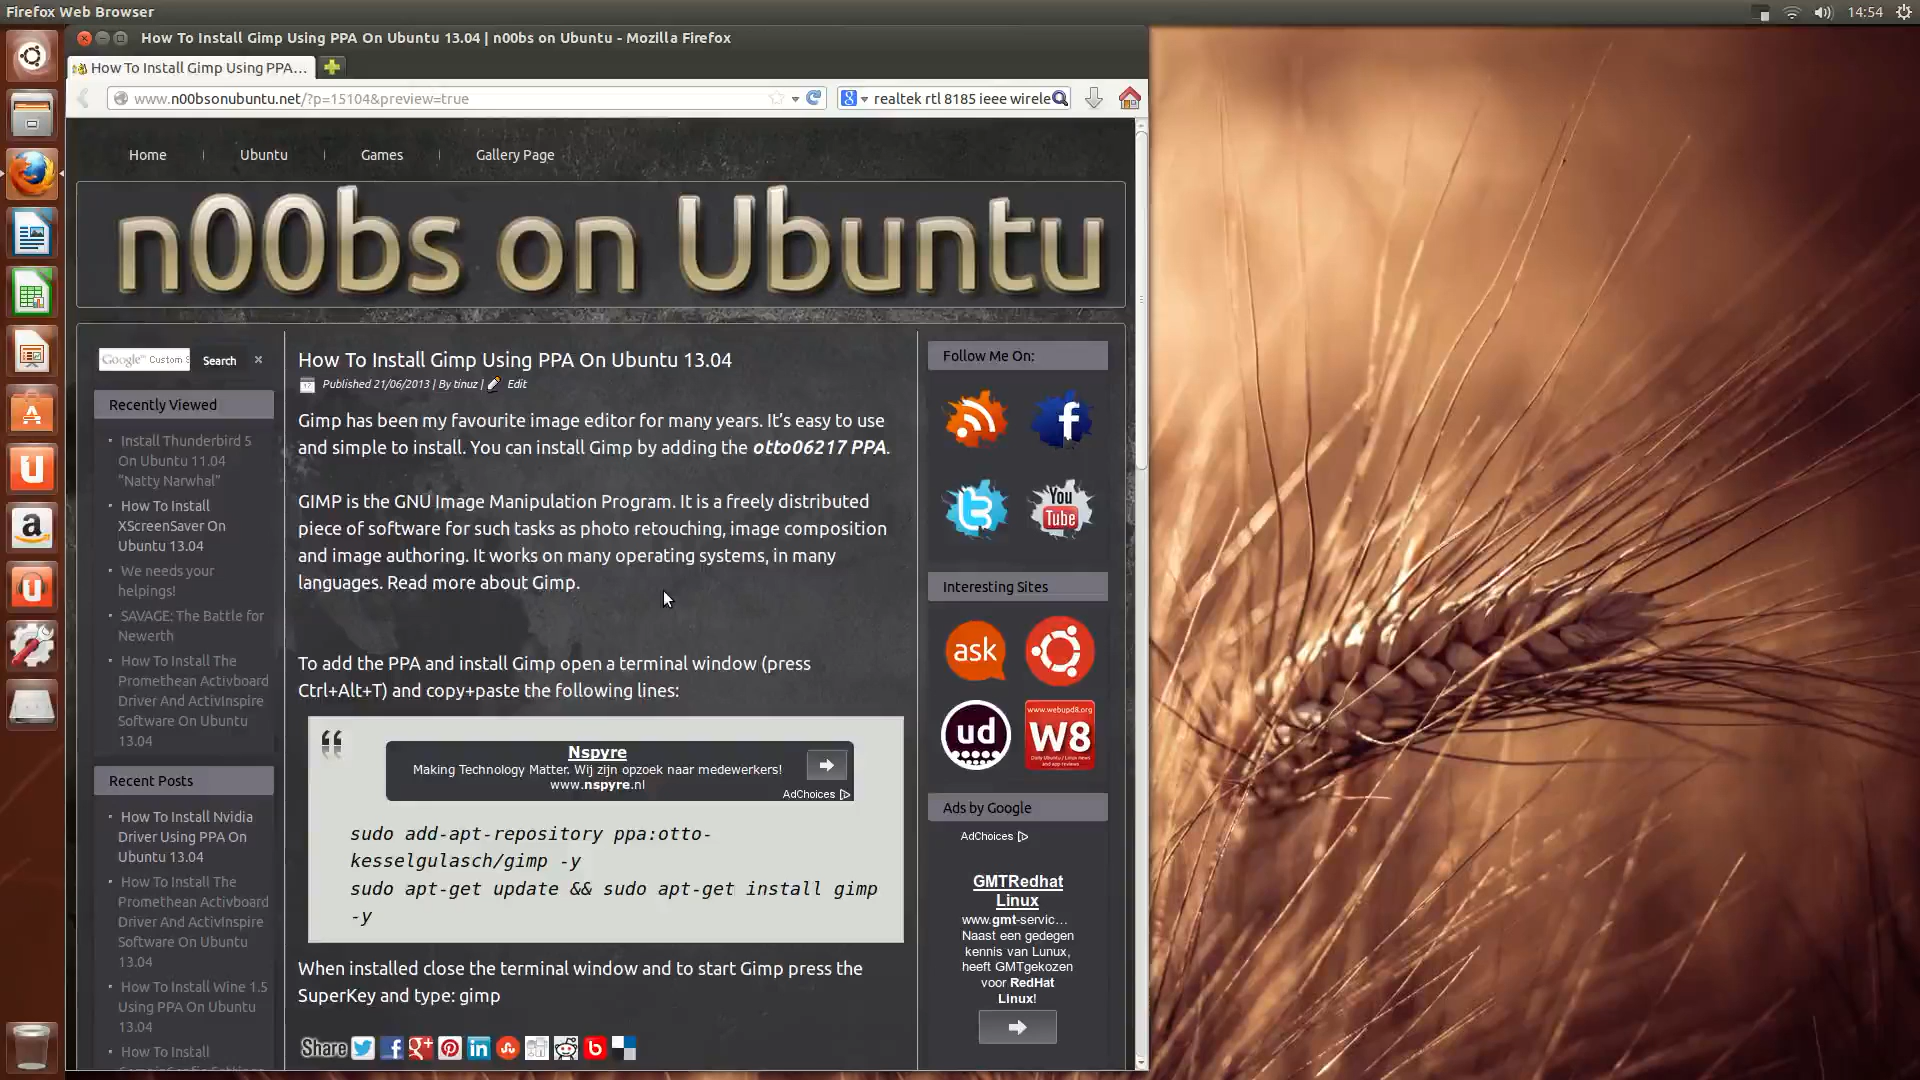 Firefox Web Browser
14:54
How To Install Gimp Using PPA On Ubuntu 13.04 | n00bs on Ubuntu - Mozilla Firefox
How To Install Gimp Using PPA...
www.n00bsonubuntu.net/?p=15104&preview=true
realtek rtl 8185 ieee wirele
Home
Ubuntu
Games
Gallery Page
n00bs on Ubuntu
Google™ Custom S
Search
Recently Viewed
Install Thunderbird 5
On Ubuntu 11.04
"Natty Narwhal"
How To Install
XScreenSaver On
Ubuntu 13.04
We needs your
helpings!
SAVAGE: The Battle for
Newerth
How To Install The
Promethean Activboard
Driver And ActivInspire
Software On Ubuntu
13.04
Recent Posts
How To Install Nvidia
Driver Using PPA On
Ubuntu 13.04
How To Install The
Promethean Activboard
Driver And ActivInspire
Software On Ubuntu
13.04
How To Install Wine 1.5
Using PPA On Ubuntu
13.04
How To Install
How To Install Gimp Using PPA On Ubuntu 13.04
Published 21/06/2013 | By tinuz | Edit
Gimp has been my favourite image editor for many years. It's easy to use
and simple to install. You can install Gimp by adding the otto06217 PPA.
GIMP is the GNU Image Manipulation Program. It is a freely distributed
piece of software for such tasks as photo retouching, image composition
and image authoring. It works on many operating systems, in many
languages. Read more about Gimp.
To add the PPA and install Gimp open a terminal window (press
Ctrl+Alt+T) and copy+paste the following lines:
Nspyre
Making Technology Matter. Wij zijn opzoek naar medewerkers!
www.nspyre.nl
AdChoices
sudo add-apt-repository ppa:otto-
kesselgulasch/gimp -y
sudo apt-get update && sudo apt-get install gimp
-y
When installed close the terminal window and to start Gimp press the
SuperKey and type: gimp
Share
Follow Me On:
You
Tube
Interesting Sites
ask
ud
www.webupd8.org
W8
Ads by Google
AdChoices
GMTRedhat
Linux
www.gmt-servic...
Naast een gedegen
kennis van Lunux,
heeft GMTgekozen
voor RedHat
Linux!